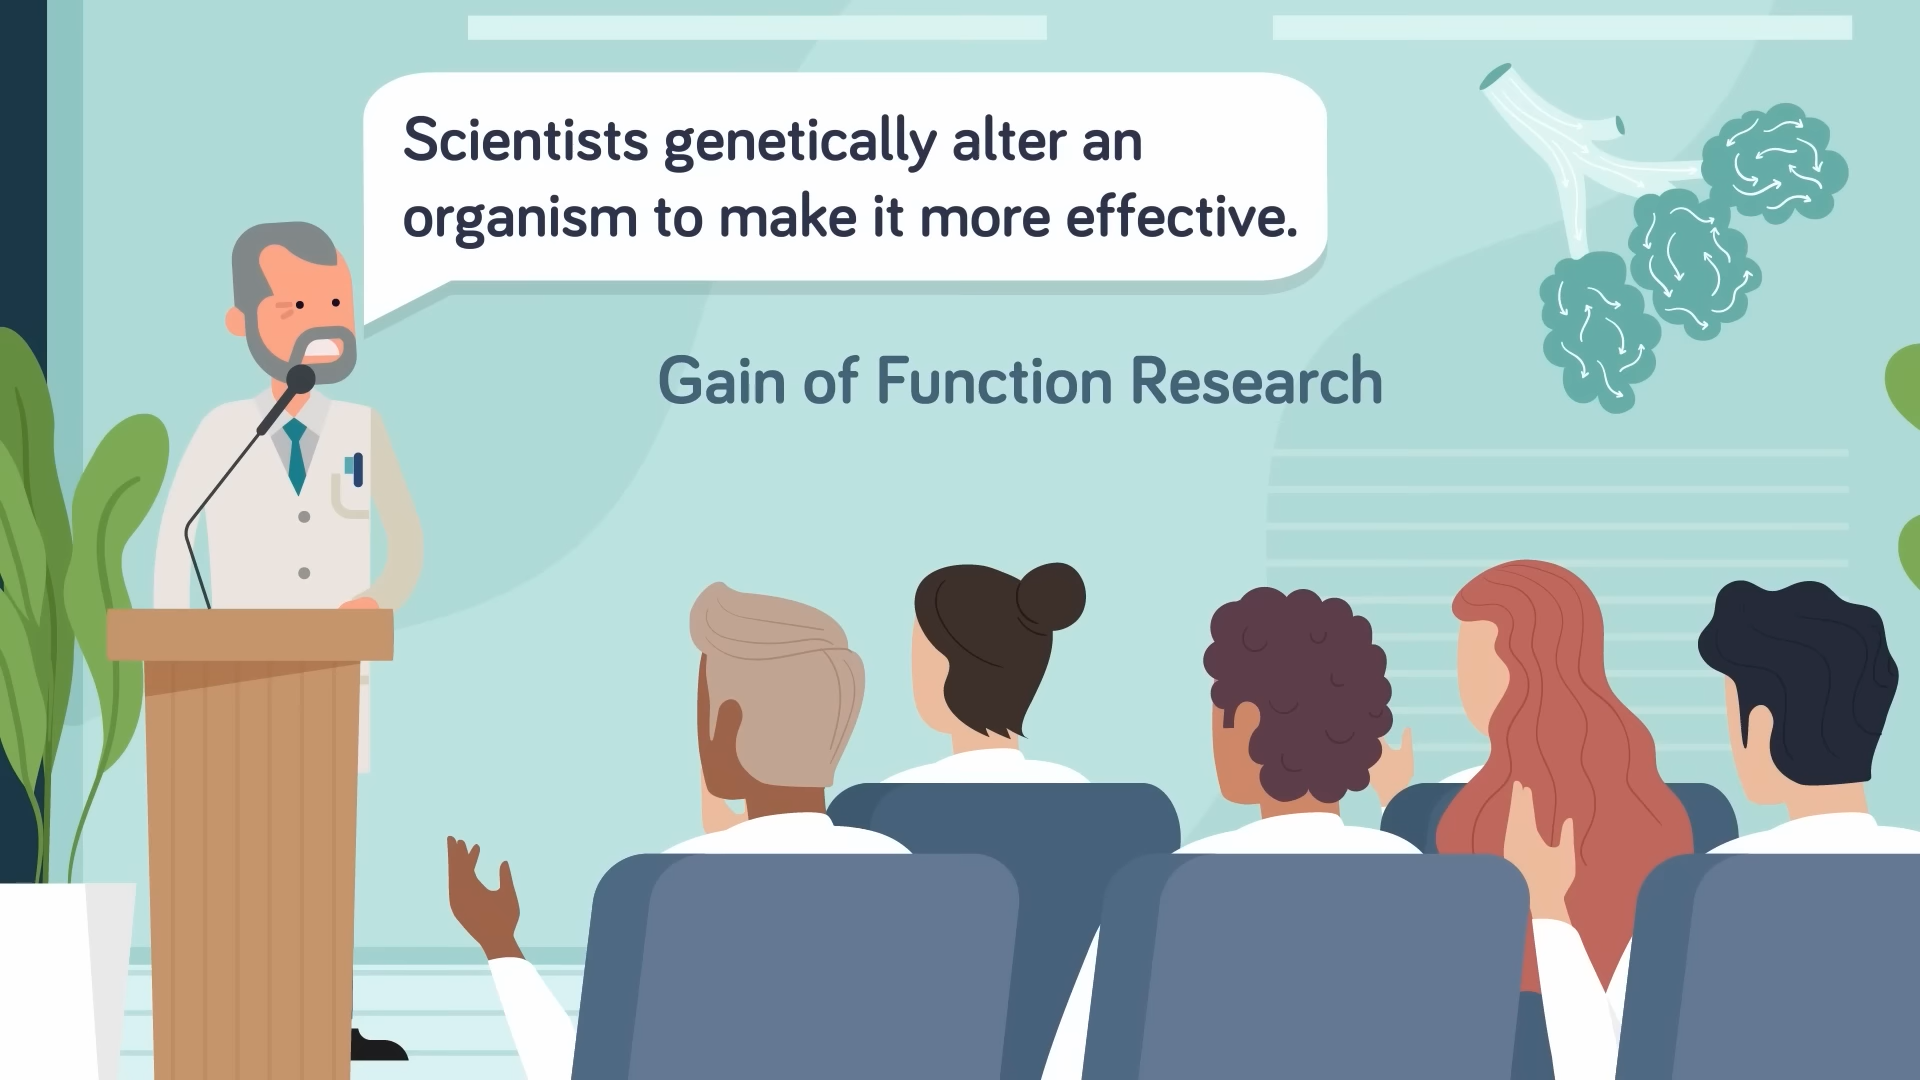 Scientists genetically alter an
organism to make it more effective.
Gain of Function Research